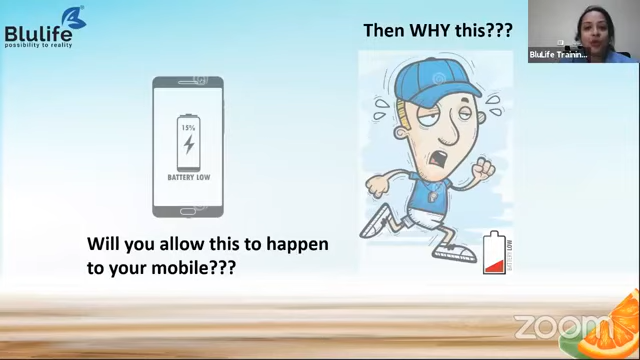 Blulife®
possibility to reality
Then WHY this???
BluLife Trainin...
15%
BATTERY LOW
BATTERY LOW
Will you allow this to happen
to your mobile???
zoom